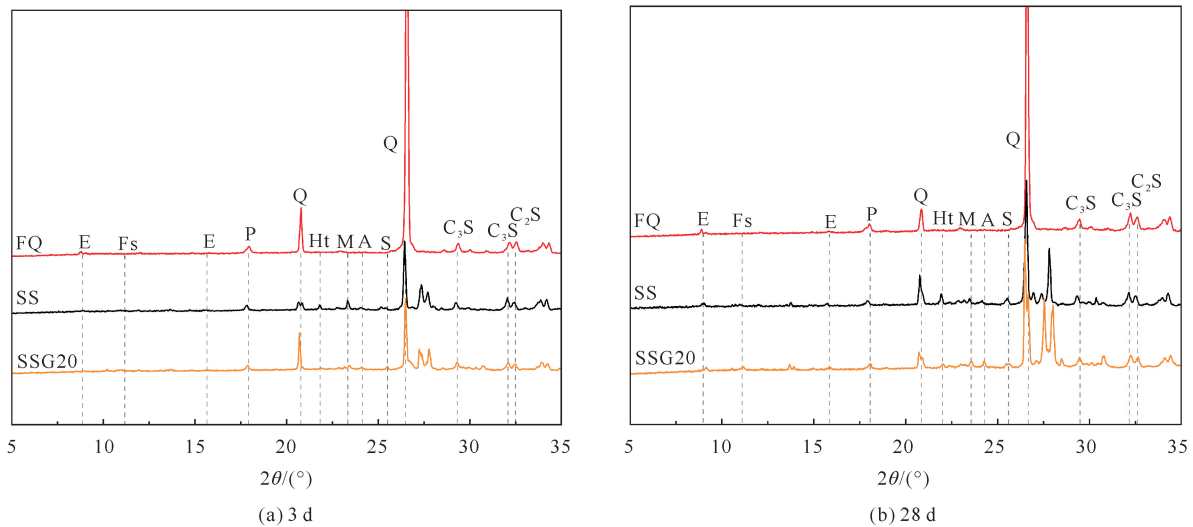 Q
Q
C₃S
C₂S
C₃S
FQ
E
Fs
E
P
Ht
M
A
S
SS
SSG20
5
10
15
20
25
30
35
2θ/(°)
(a) 3 d
Q
Q
C₂S
C₃S
C₃S
FQ
E
Fs
E
P
Ht
M
A
S
SS
SSG20
5
10
15
20
25
30
35
2θ/(°)
(b) 28 d